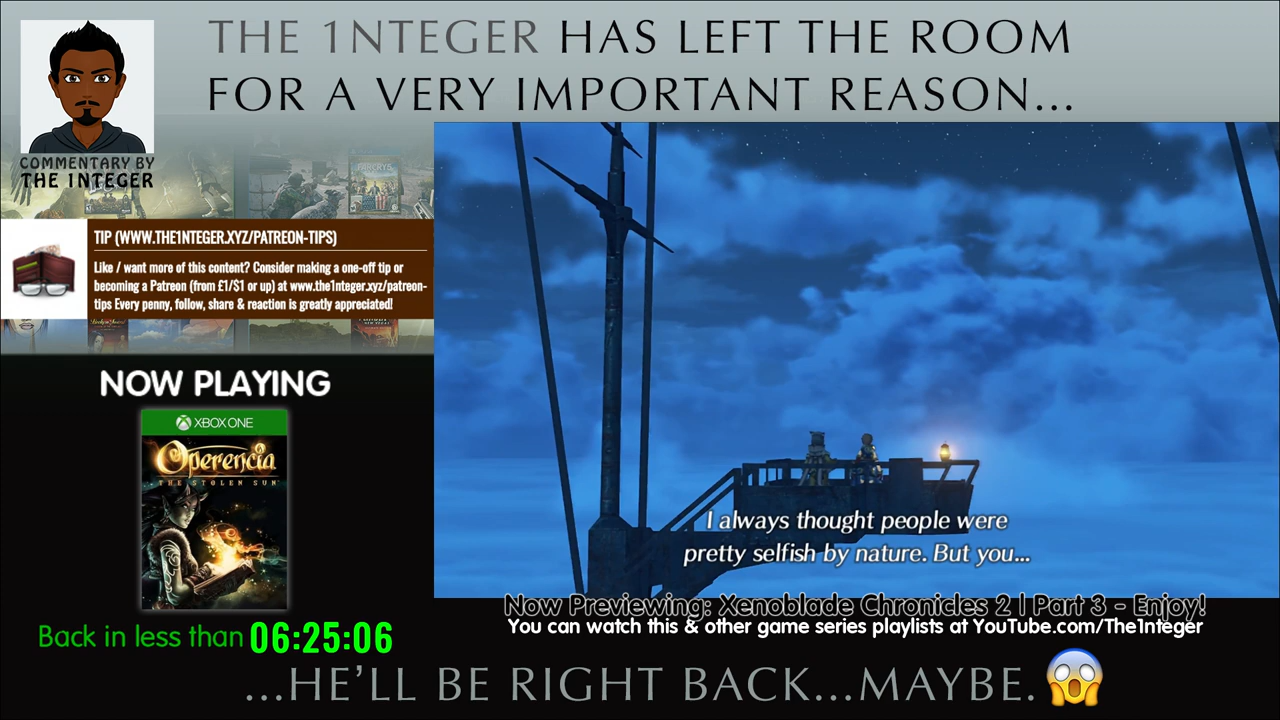 THE 1NTEGER HAS LEFT THE ROOM
FOR A VERY IMPORTANT REASON...
COMMENTARY BY
THE 1NTEGER
TIP (WWW.THE1NTEGER.XYZ/PATREON-TIPS)
Like / want more of this content? Consider making a one-off tip or
becoming a Patreon (from £1/$1 or up) at www.the1nteger.xyz/patreon-
tips Every penny, follow, share & reaction is greatly appreciated!
NOW PLAYING
XBOX ONE
Operencia
THE STOLEN SUN
I always thought people were
pretty selfish by nature. But you...
Now Previewing: Xenoblade Chronicles 2 | Part 3 - Enjoy!
You can watch this & other game series playlists at YouTube.com/The1nteger
Back in less than 06:25:06
...HE'LL BE RIGHT BACK...MAYBE.